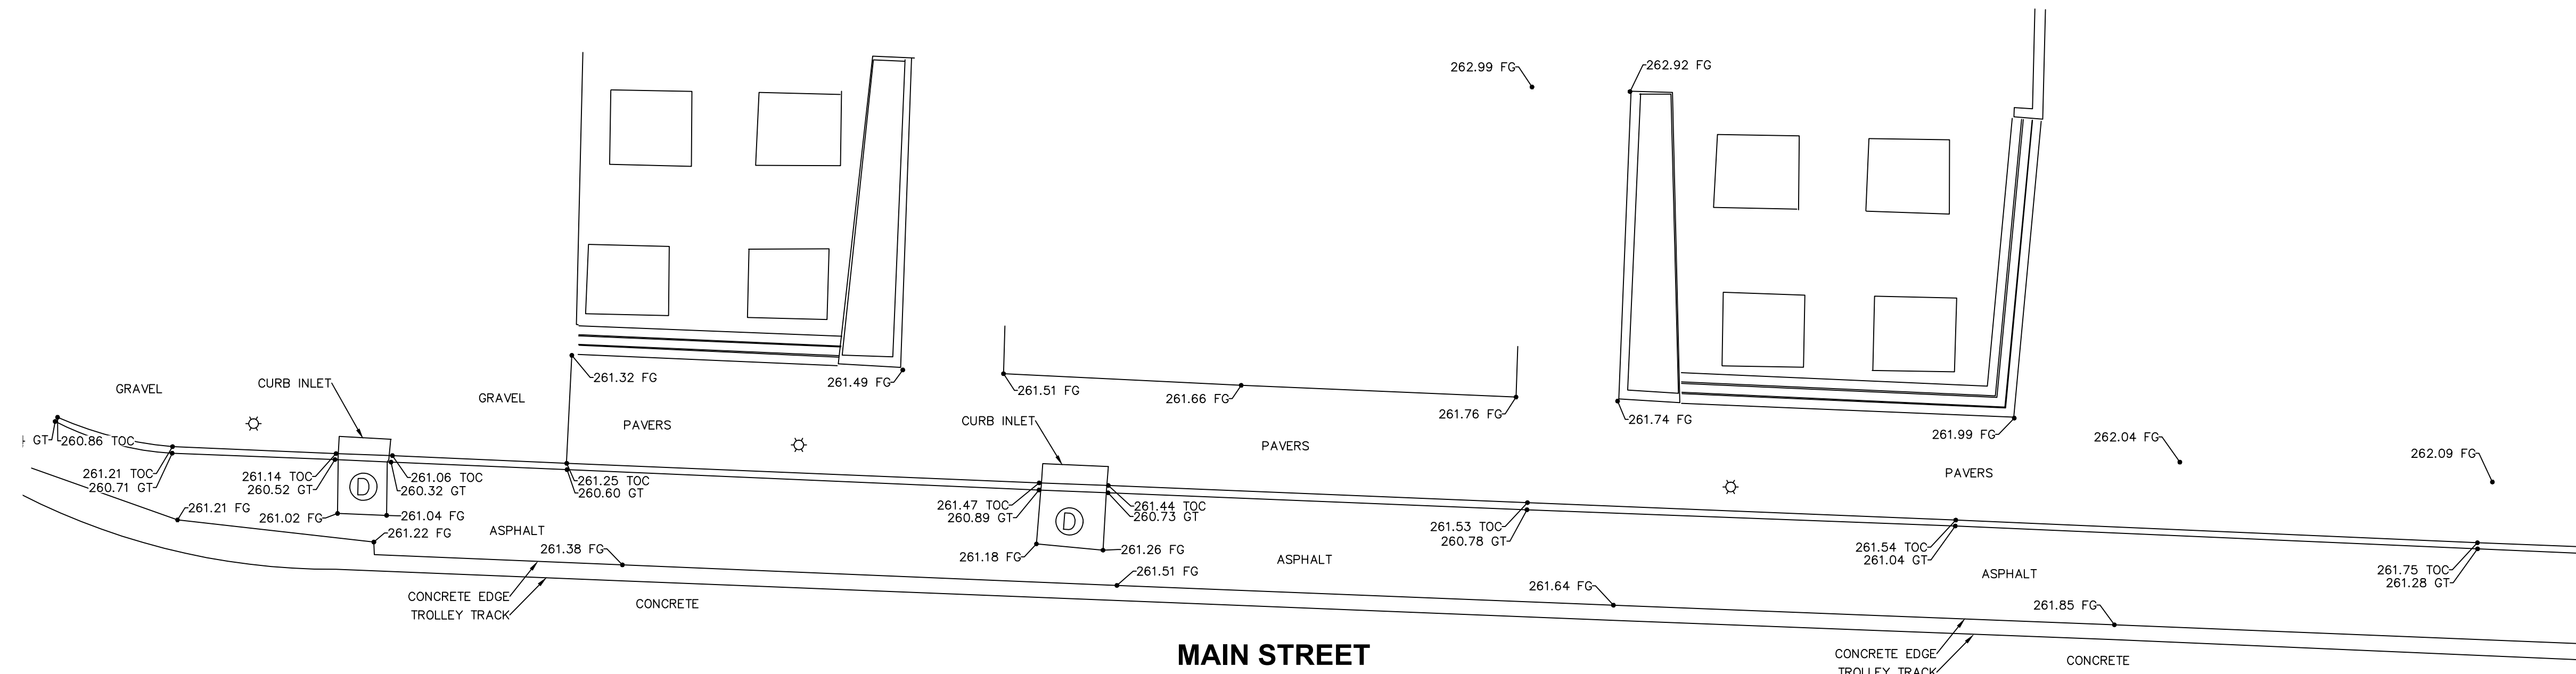 262.99 FG
262.92 FG
261.32 FG
261.49 FG
261.51 FG
261.66 FG
261.76 FG
261.74 FG
261.99 FG
262.04 FG
262.09 FG
GRAVEL
CURB INLET
GRAVEL
PAVERS
CURB INLET
PAVERS
PAVERS
GT
260.86 TOC
261.21 TOC
260.71 GT
261.14 TOC
260.52 GT
261.06 TOC
260.32 GT
261.25 TOC
260.60 GT
261.47 TOC
260.89 GT
261.44 TOC
260.73 GT
261.53 TOC
260.78 GT
261.54 TOC
261.04 GT
261.75 TOC
261.28 GT
D
D
261.21 FG
261.02 FG
261.04 FG
261.22 FG
ASPHALT
261.38 FG
261.18 FG
261.26 FG
261.51 FG
ASPHALT
261.64 FG
ASPHALT
261.85 FG
CONCRETE EDGE
TROLLEY TRACK
CONCRETE
MAIN STREET
CONCRETE EDGE
TROLLEY TRACK
CONCRETE